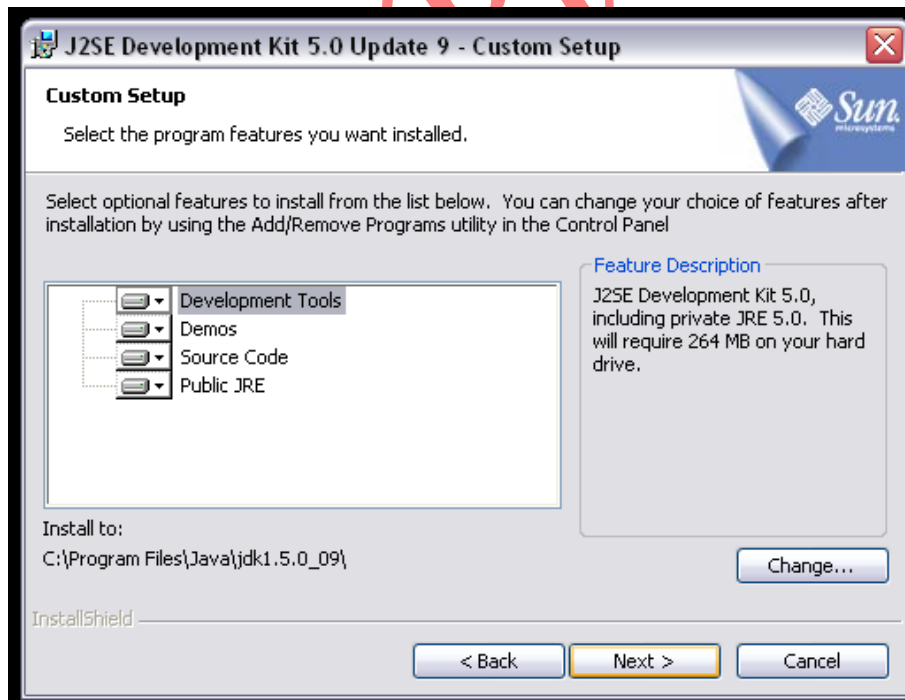 J2SE Development Kit 5.0 Update 9 - Custom Setup
Custom Setup
Select the program features you want installed.
Sun
microsystems
Select optional features to install from the list below. You can change your choice of features after
installation by using the Add/Remove Programs utility in the Control Panel
Development Tools
Demos
Source Code
Public JRE
Feature Description
J2SE Development Kit 5.0,
including private JRE 5.0. This
will require 264 MB on your hard
drive.
Install to:
C:\Program Files\Java\jdk1.5.0_09\
Change...
InstallShield
< Back
Next >
Cancel